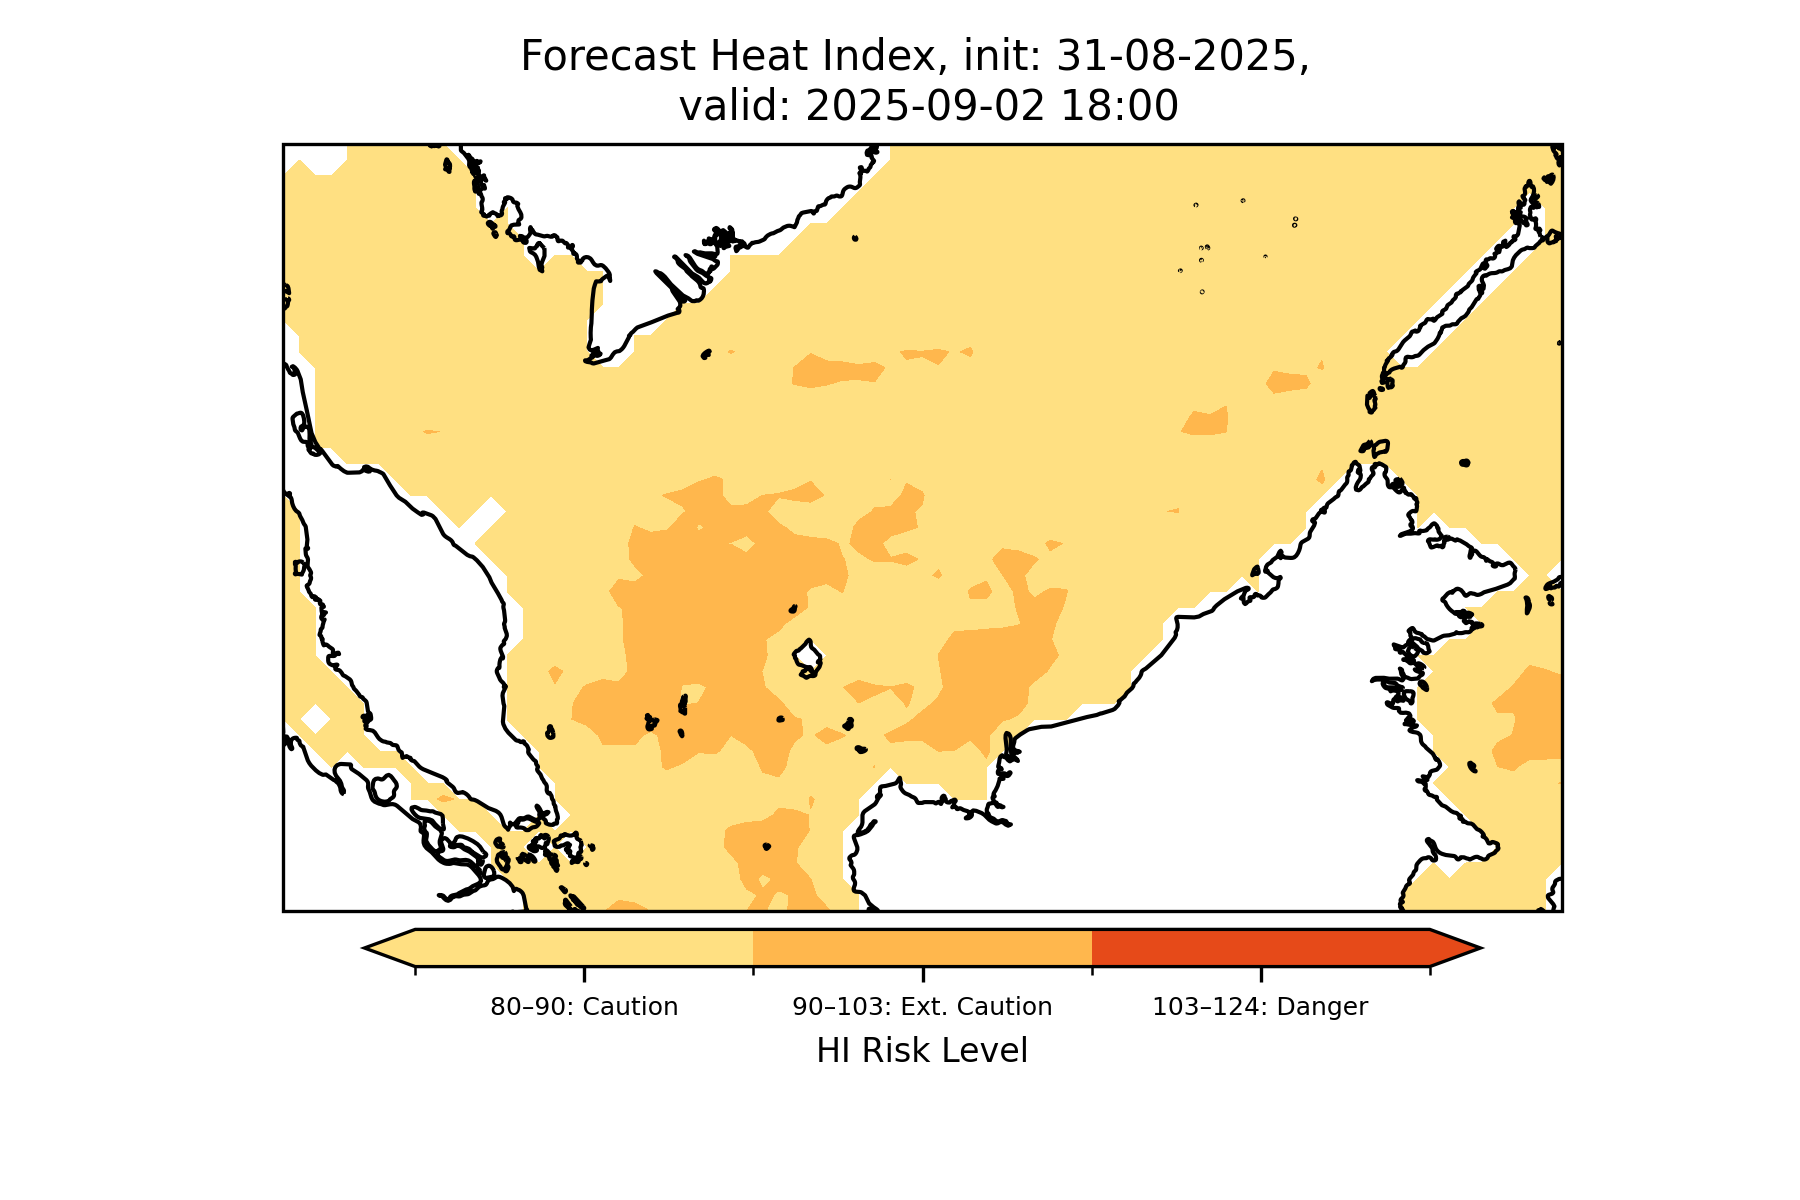 Forecast Heat Index, init: 31-08-2025,
valid: 2025-09-02 18:00
80–90: Caution
90–103: Ext. Caution
103–124: Danger
HI Risk Level